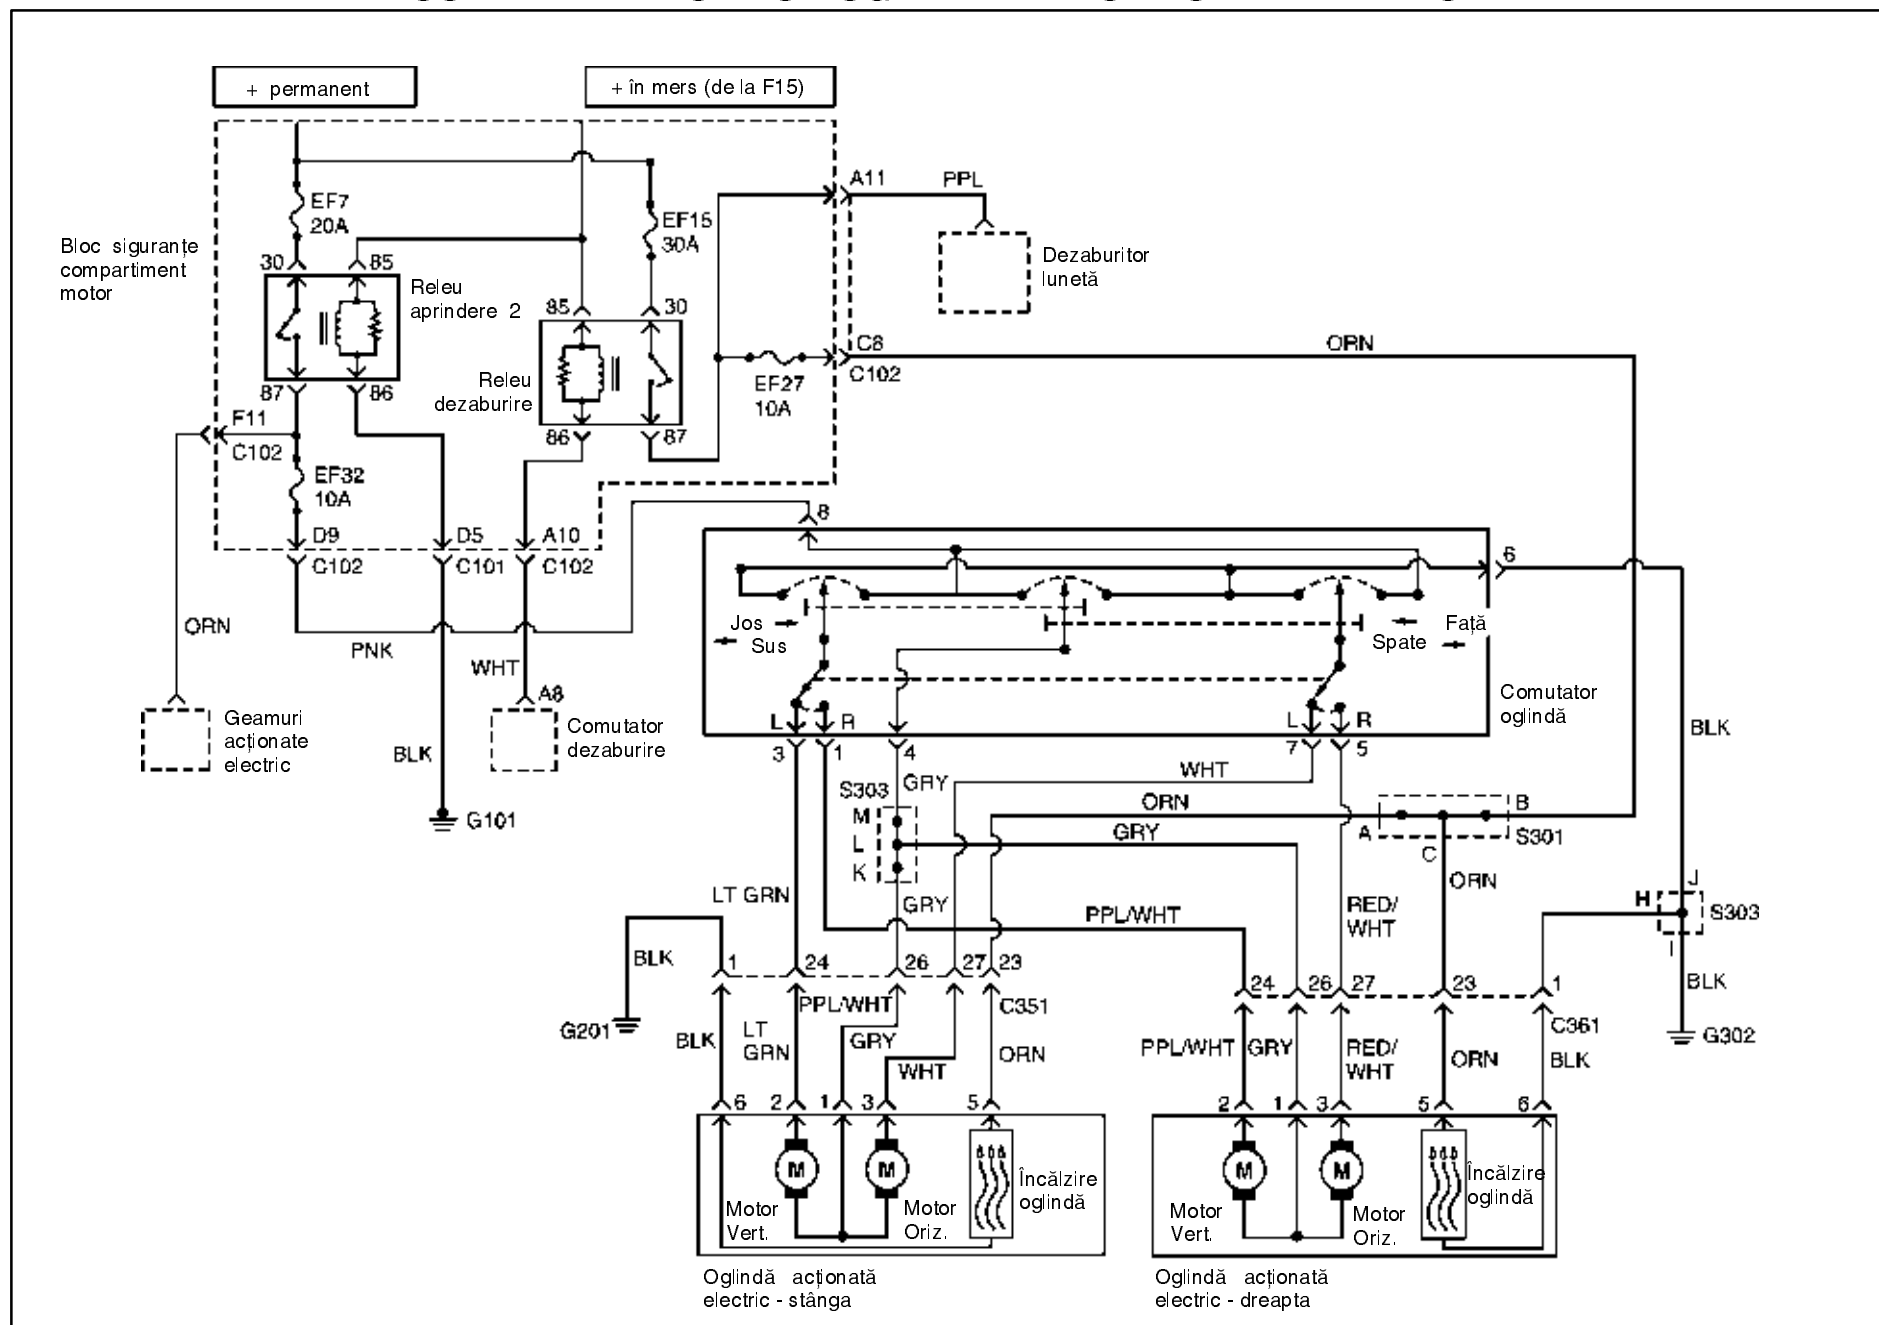 + permanent
+ în mers (de la F15)
A11
PPL
EF7
20A
EF15
30A
Bloc siguranțe
compartiment
motor
Dezaburitor
lunetă
30
85
Releu
aprindere 2
85
30
C8
ORN
C102
EF27
10A
Releu
dezaburire
87
86
F11
C102
86
87
EF32
10A
D9
D5
A10
C102
C101
C102
8
6
Jos
Sus
Față
Spate
ORN
PNK
WHT
A8
Comutator
oglindă
Geamuri
acționate
electric
Comutator
dezaburire
L
R
L
R
BLK
BLK
3
1
4
7
5
WHT
GRY
S303
M
L
K
ORN
GRY
A
B
S301
C
G101
ORN
LT GRN
GRY
PPL/WHT
RED/
WHT
J
H
S303
I
BLK
BLK
1
24
26
27
23
24
26
27
23
1
G201
PPL/WHT
C351
C361
G302
BLK
LT
GRN
GRY
WHT
ORN
PPL/WHT
GRY
RED/
WHT
ORN
BLK
6
2
1
3
5
2
1
3
5
6
M
M
M
M
Încălzire
oglindă
Încălzire
oglindă
Motor
Vert.
Motor
Oriz.
Motor
Vert.
Motor
Oriz.
Oglindă acționată
electric - stânga
Oglindă acționată
electric - dreapta